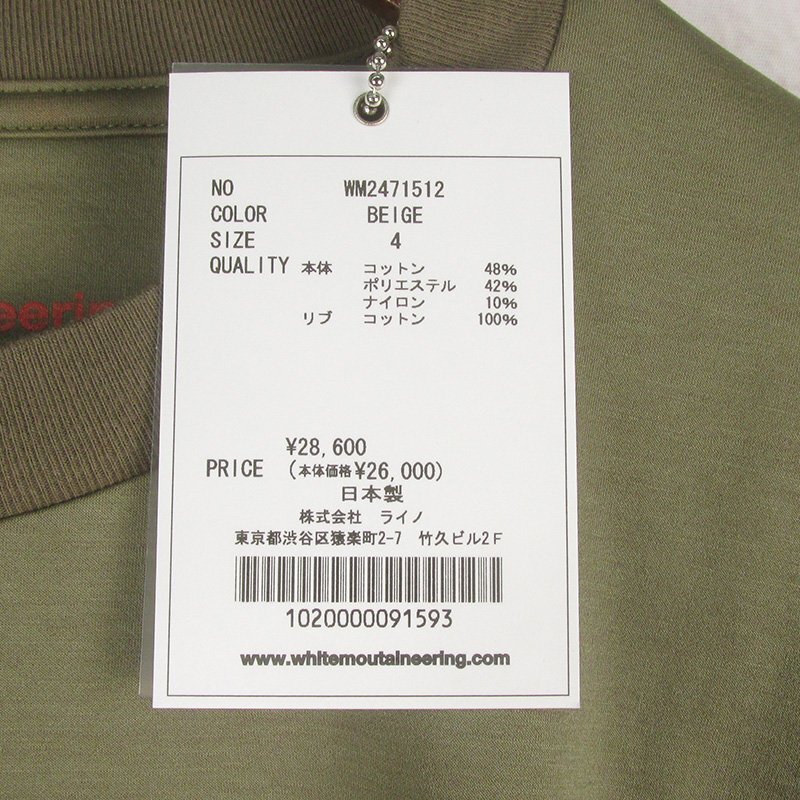 NO WM2471512
COLOR BEIGE
SIZE 4
QUALITY 本体 コットン 48%
ポリエステル 42%
ナイロン 10%
リブ コットン 100%
¥28,600
PRICE (本体価格¥26,000)
日本製
株式会社 ライノ
東京都渋谷区猿楽町2-7 竹久ビル2F
1020000091593
www.whitemoutaineering.com
eering